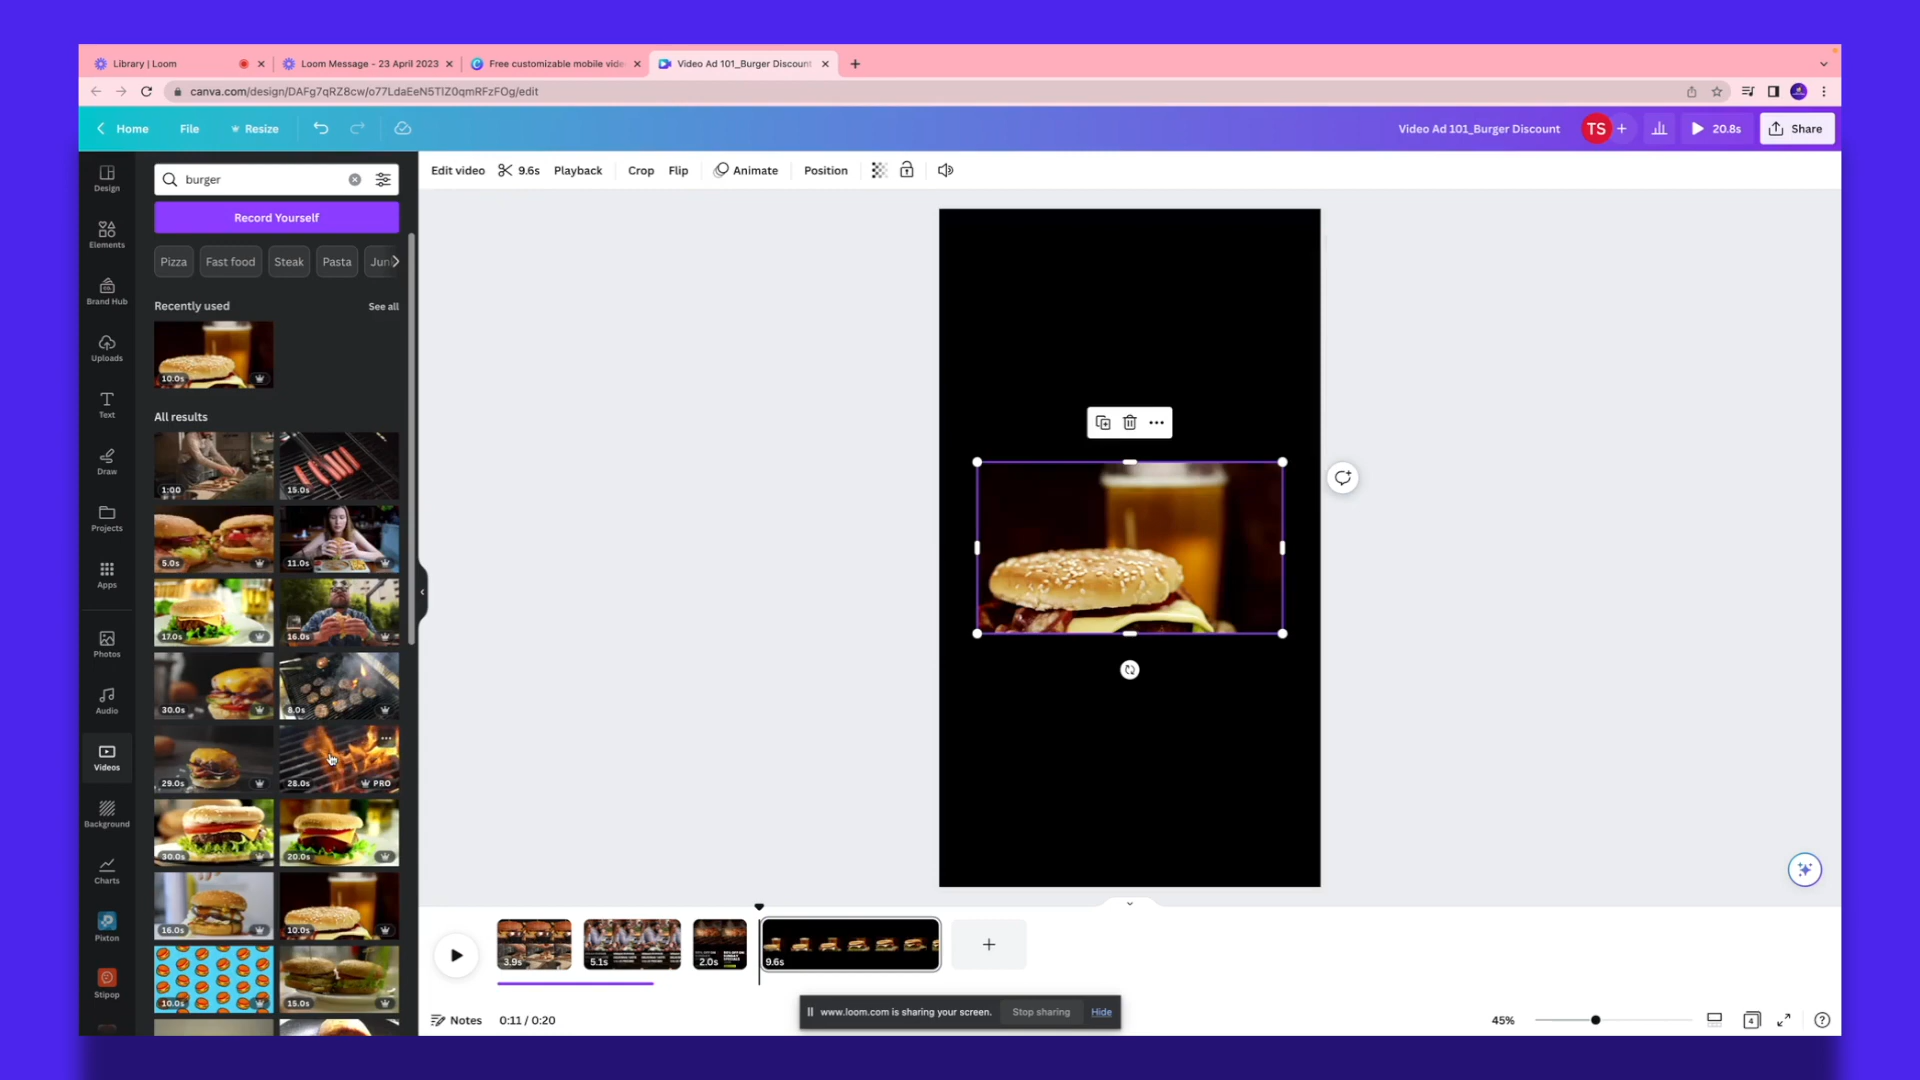 Library | Loom
Loom Message - 23 April 2023
Free customizable mobile vide
Video Ad 101_Burger Discount
canva.com/design/DAFg7qRZ8cw/o77LdaEeN5TlZ0qmRFzFOg/edit
Home File Resize
Video Ad 101_Burger Discount TS 20.8s Share
Design
Elements
Brand Hub
Uploads
Text
Draw
Projects
Apps
Photos
Audio
Videos
Background
Charts
Pixton
Stipop
burger
Record Yourself
Pizza Fast food Steak Pasta Jun
Recently used See all
10.0s
All results
1:00 15.0s
5.0s 11.0s
17.0s 16.0s
30.0s 8.0s
29.0s 28.0s PRO
30.0s 20.0s
16.0s 10.0s
10.0s 15.0s
Edit video 9.6s Playback Crop Flip Animate Position
3.9s 5.1s 2.0s 9.6s
www.loom.com is sharing your screen. Stop sharing Hide
Notes 0:11 / 0:20
45% 4